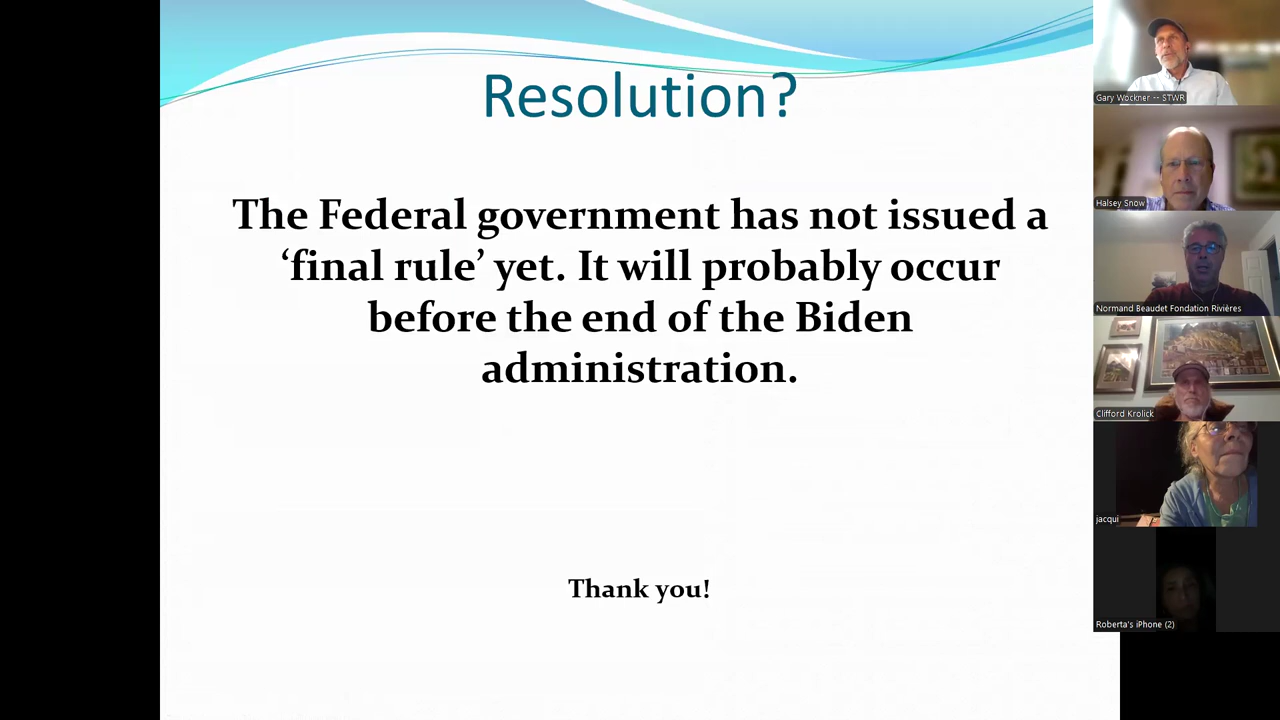 Resolution?
The Federal government has not issued a
‘final rule’ yet. It will probably occur
before the end of the Biden
administration.
Thank you!
Gary Wockner -- STWR
Halsey Snow
Normand Beaudet Fondation Rivières
Clifford Krolick
jacqui
Roberta's iPhone (2)